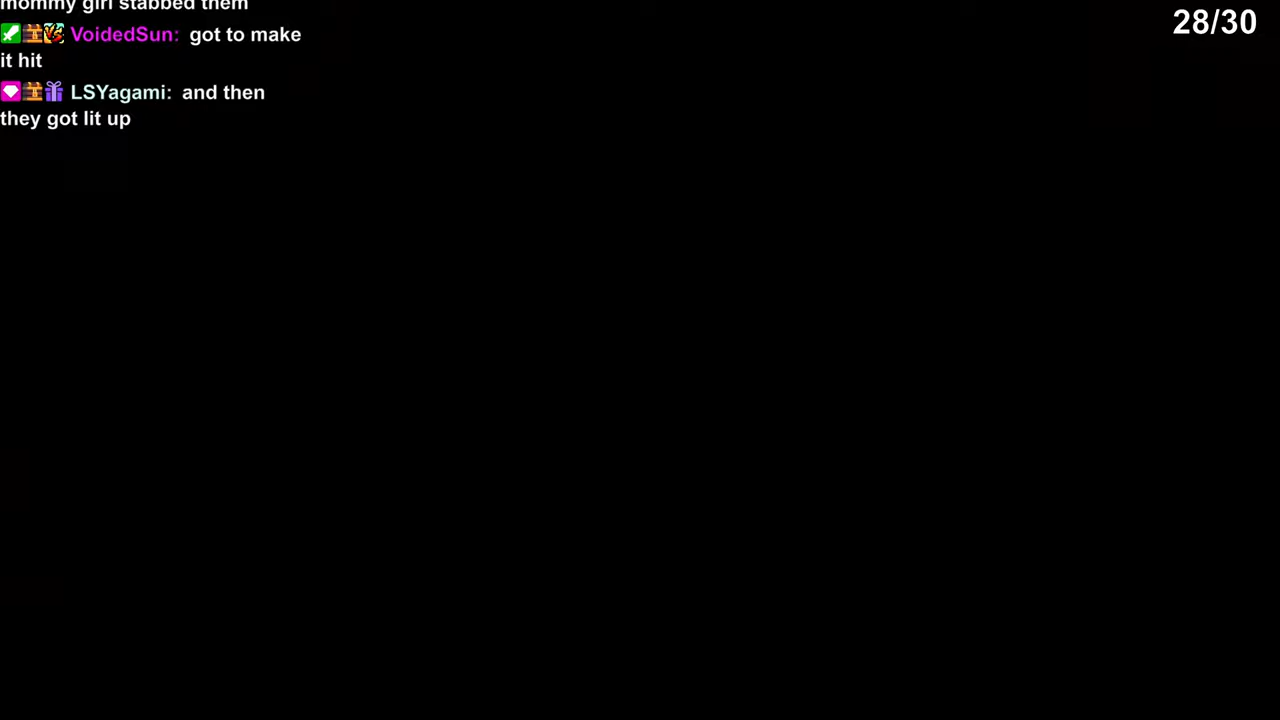 mommy girl stabbed them
28/30
VoidedSun: got to make
it hit
LSYagami: and then
they got lit up